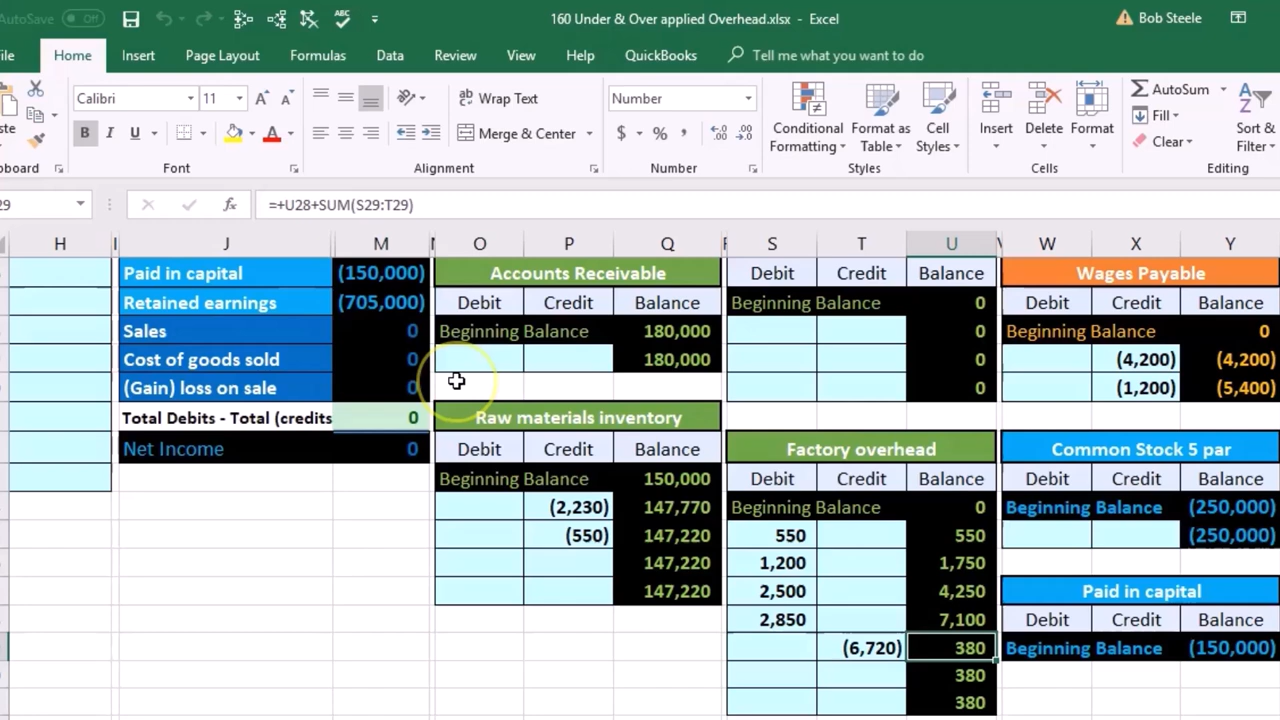 AutoSave Off 160 Under & Over applied Overhead.xlsx - Excel Bob Steele
Home Insert Page Layout Formulas Data Review View Help QuickBooks Tell me what you want to do
Calibri 11 Wrap Text Number AutoSum
B I U Merge & Center $ % Conditional Formatting Format as Table Cell Styles Insert Delete Format Fill Clear Sort & Filter
Font Alignment Number Styles Cells Editing
29 fx =+U28+SUM(S29:T29)
H I J M O P Q S T U W X Y
Paid in capital (150,000) Accounts Receivable Debit Credit Balance Wages Payable
Retained earnings (705,000) Debit Credit Balance Beginning Balance 0 Debit Credit Balance
Sales 0 Beginning Balance 180,000 0 Beginning Balance 0
Cost of goods sold 0 180,000 0 (4,200) (4,200)
(Gain) loss on sale 0 0 (1,200) (5,400)
Total Debits - Total (credits 0 Raw materials inventory
Net Income 0 Debit Credit Balance Factory overhead Common Stock 5 par
Beginning Balance 150,000 Debit Credit Balance Debit Credit Balance
(2,230) 147,770 Beginning Balance 0 Beginning Balance (250,000)
(550) 147,220 550 550 (250,000)
147,220 1,200 1,750
147,220 2,500 4,250 Paid in capital
2,850 7,100 Debit Credit Balance
(6,720) 380 Beginning Balance (150,000)
380
380